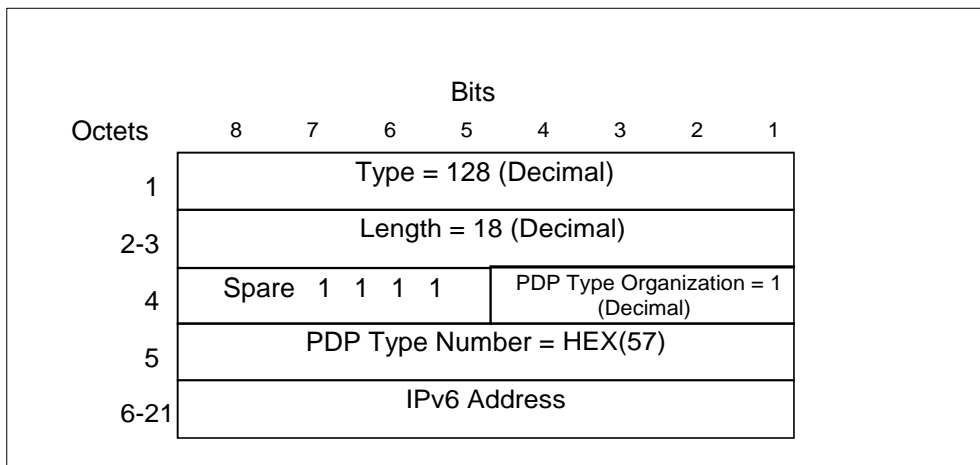 Bits
Octets 8 7 6 5 4 3 2 1
1 Type = 128 (Decimal)
2-3 Length = 18 (Decimal)
4 Spare 1 1 1 1 PDP Type Organization = 1
(Decimal)
5 PDP Type Number = HEX(57)
6-21 IPv6 Address